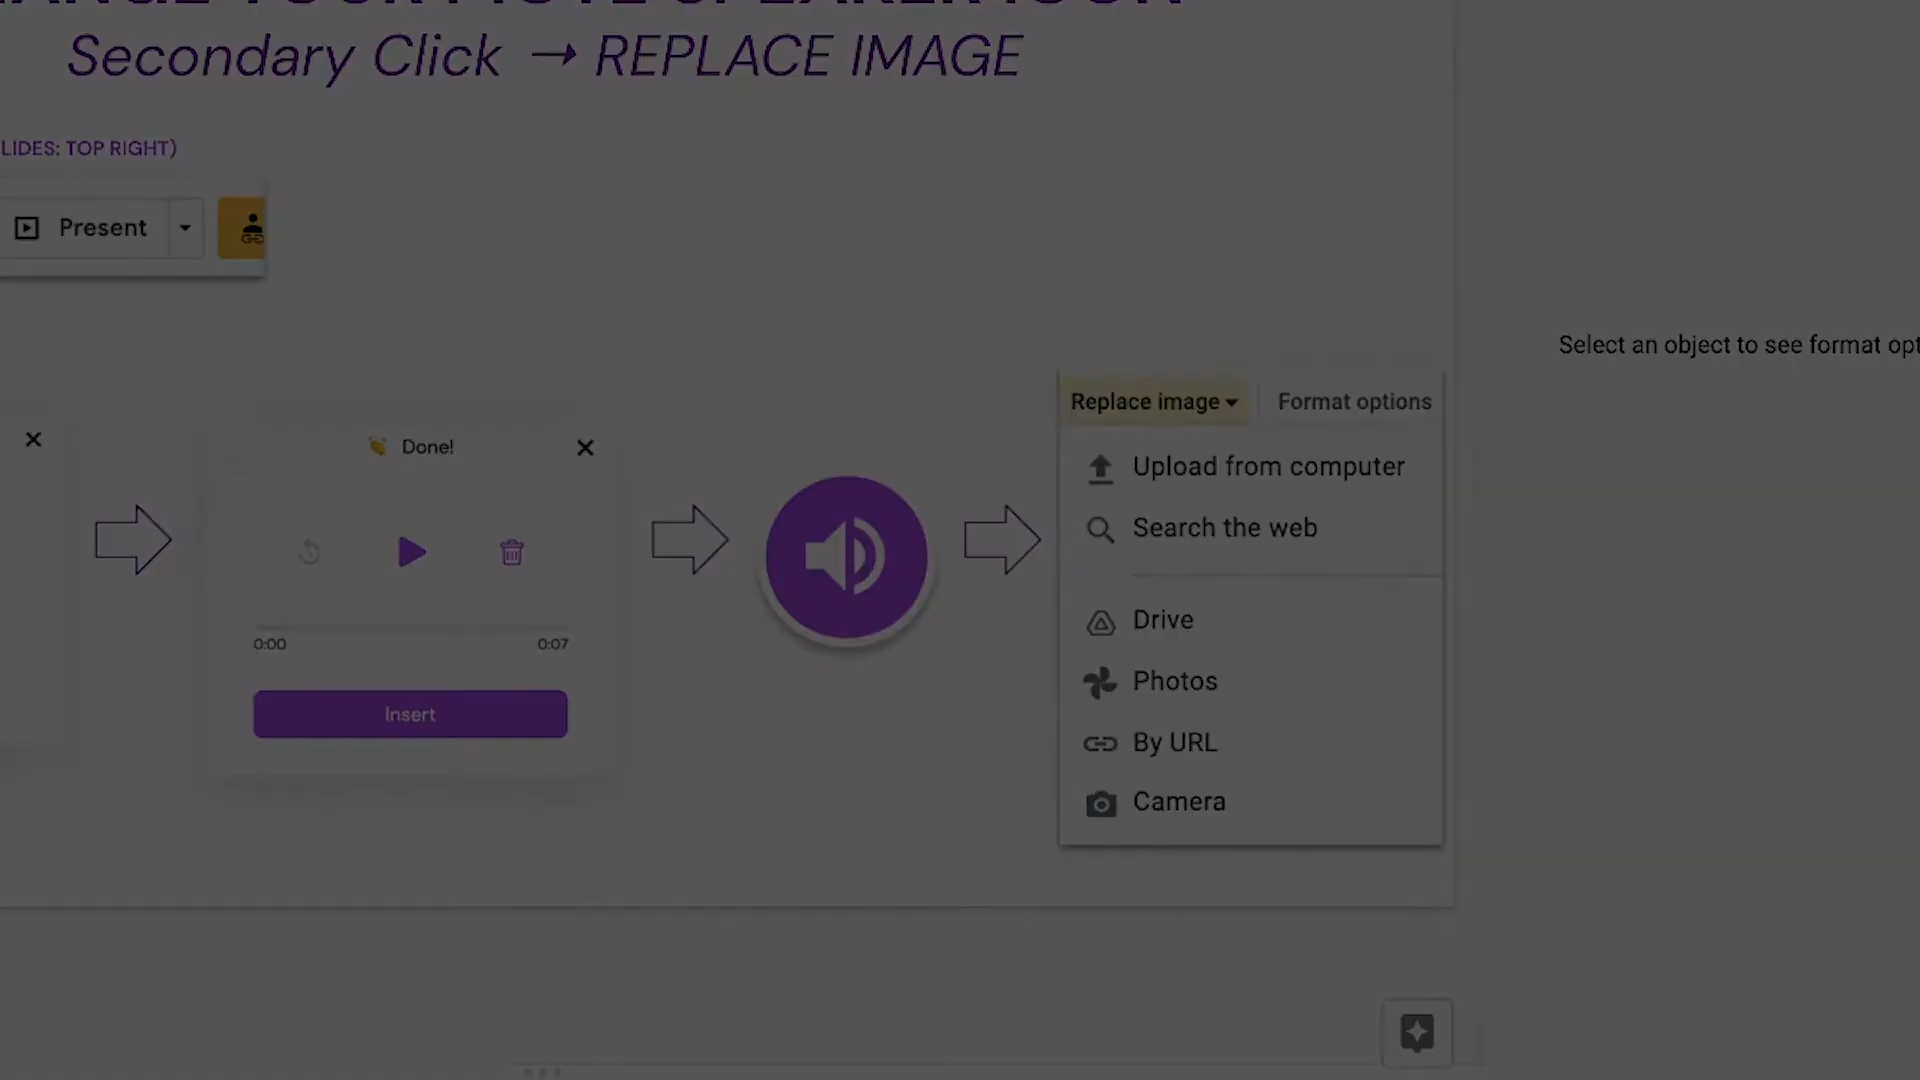 Secondary Click → REPLACE IMAGE
LIDES: TOP RIGHT)
Present
Select an object to see format opt
Replace image
Format options
Done!
Upload from computer
Search the web
0:00
0:07
Drive
Photos
Insert
By URL
Camera